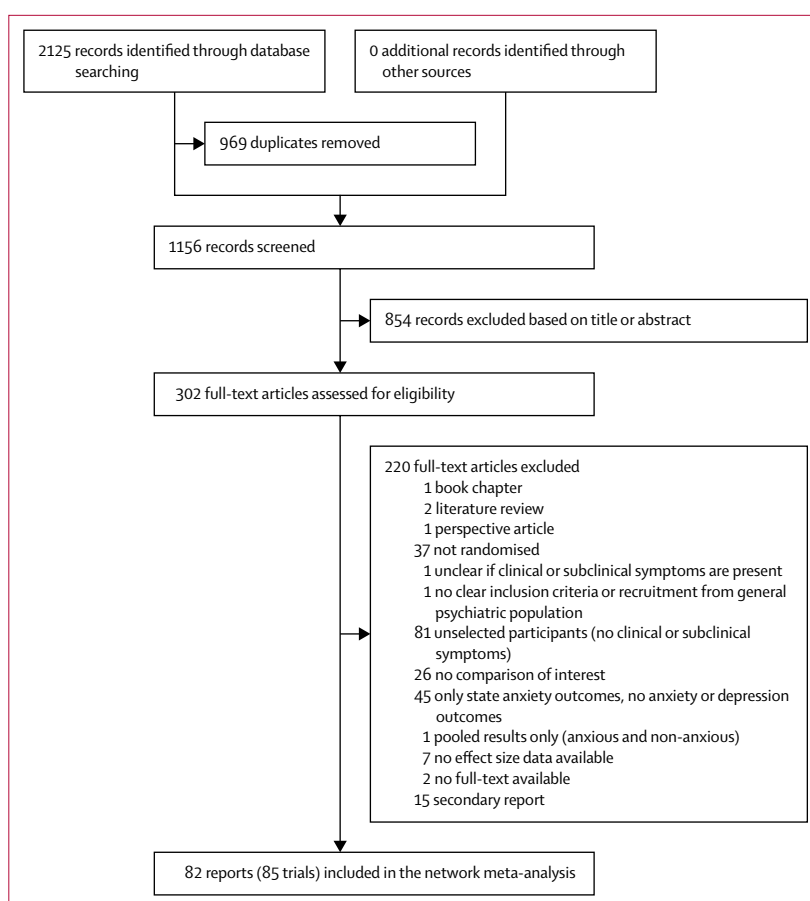 2125 records identified through database
searching
0 additional records identified through
other sources
969 duplicates removed
1156 records screened
854 records excluded based on title or abstract
302 full-text articles assessed for eligibility
220 full-text articles excluded
1 book chapter
2 literature review
1 perspective article
37 not randomised
1 unclear if clinical or subclinical symptoms are present
1 no clear inclusion criteria or recruitment from general
psychiatric population
81 unselected participants (no clinical or subclinical
symptoms)
26 no comparison of interest
45 only state anxiety outcomes, no anxiety or depression
outcomes
1 pooled results only (anxious and non-anxious)
7 no effect size data available
2 no full-text available
15 secondary report
82 reports (85 trials) included in the network meta-analysis